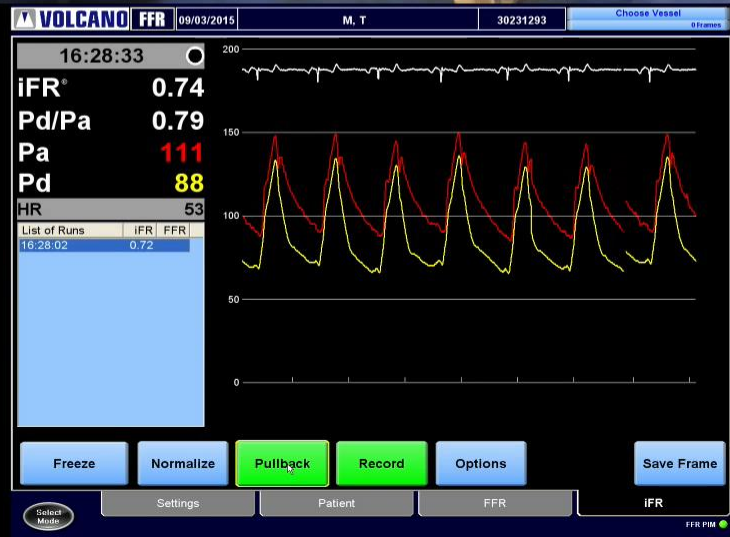 VOLCANO FFR 09/03/2015 M, T 30231293 Choose Vessel
0 Frames
16:28:33
iFR® 0.74
Pd/Pa 0.79
Pa 111
Pd 88
HR 53
List of Runs iFR FFR
16:28:02 0.72
200
150
100
50
0
Freeze Normalize Pullback Record Options Save Frame
Settings Patient FFR iFR
Select
Mode
FFR PIM